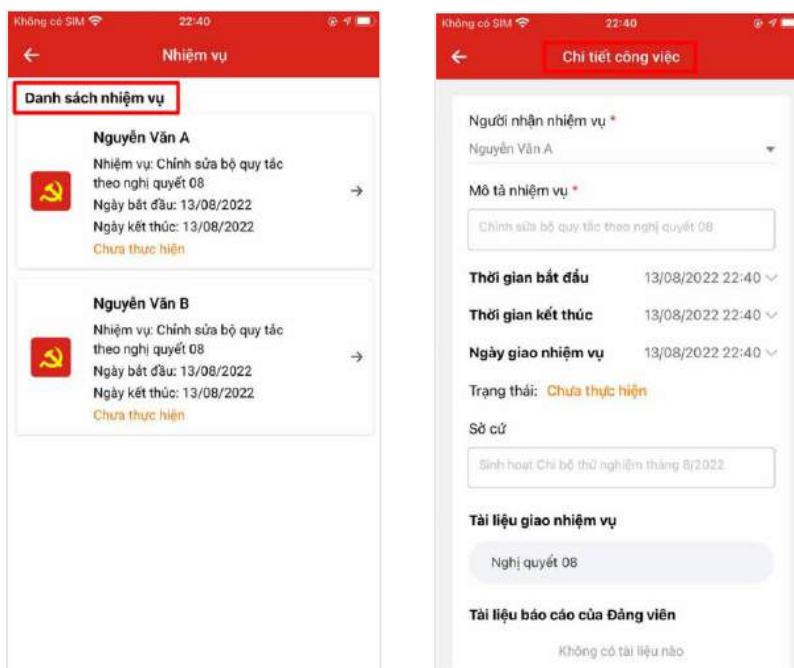 Không có SIM 22:40
Nhiệm vụ
Danh sách nhiệm vụ
Nguyễn Văn A
Nhiệm vụ: Chỉnh sửa bộ quy tắc
theo nghị quyết 08
Ngày bắt đầu: 13/08/2022
Ngày kết thúc: 13/08/2022
Chưa thực hiện
Nguyễn Văn B
Nhiệm vụ: Chỉnh sửa bộ quy tắc
theo nghị quyết 08
Ngày bắt đầu: 13/08/2022
Ngày kết thúc: 13/08/2022
Chưa thực hiện
Không có SIM 22:40
Chi tiết công việc
Người nhận nhiệm vụ *
Nguyễn Văn A
Mô tả nhiệm vụ *
Chỉnh sửa bộ quy tắc theo nghị quyết 08
Thời gian bắt đầu 13/08/2022 22:40
Thời gian kết thúc 13/08/2022 22:40
Ngày giao nhiệm vụ 13/08/2022 22:40
Trạng thái: Chưa thực hiện
Sở cứ
Sinh hoạt Chi bộ thử nghiệm tháng 8/2022
Tài liệu giao nhiệm vụ
Nghị quyết 08
Tài liệu báo cáo của Đảng viên
Không có tài liệu nào